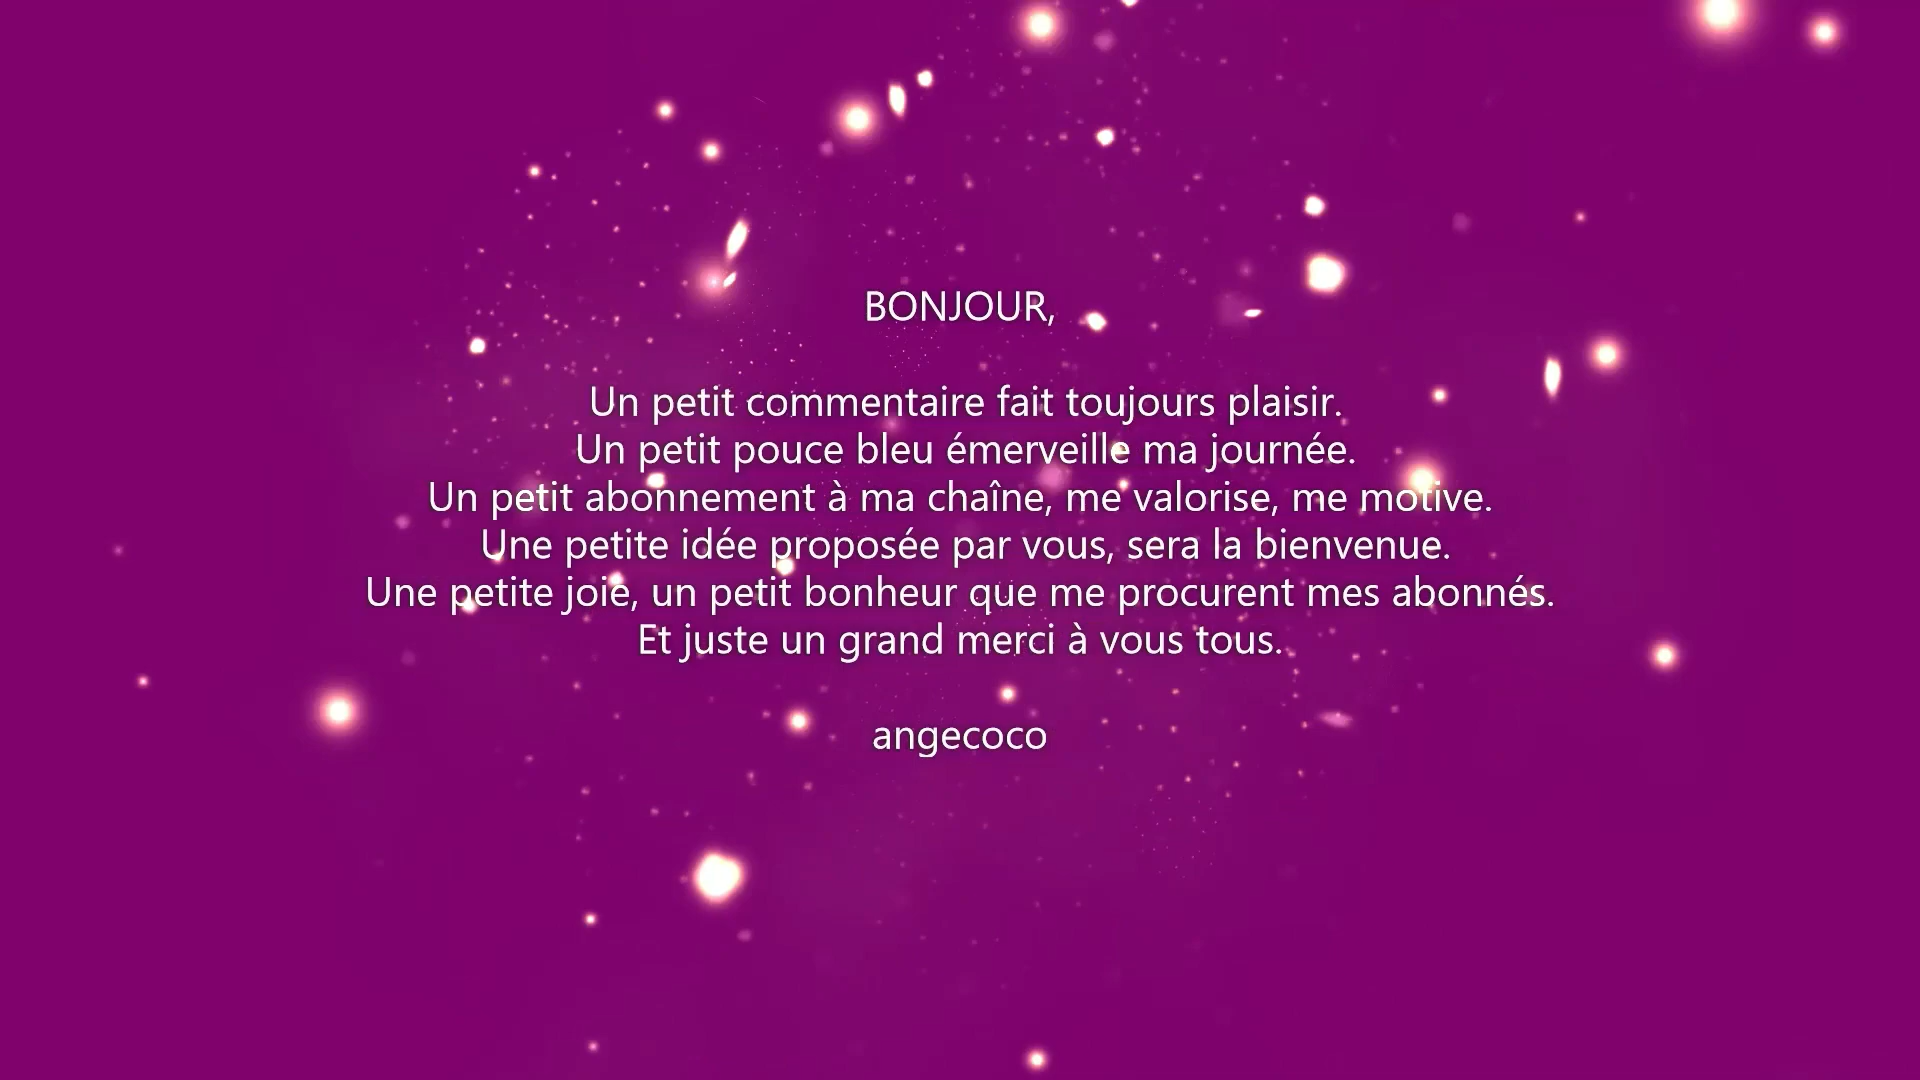 BONJOUR,
Un petit commentaire fait toujours plaisir.
Un petit pouce bleu émerveille ma journée.
Un petit abonnement à ma chaîne, me valorise, me motive.
Une petite idée proposée par vous, sera la bienvenue.
Une petite joie, un petit bonheur que me procurent mes abonnés.
Et juste un grand merci à vous tous.
angecoco